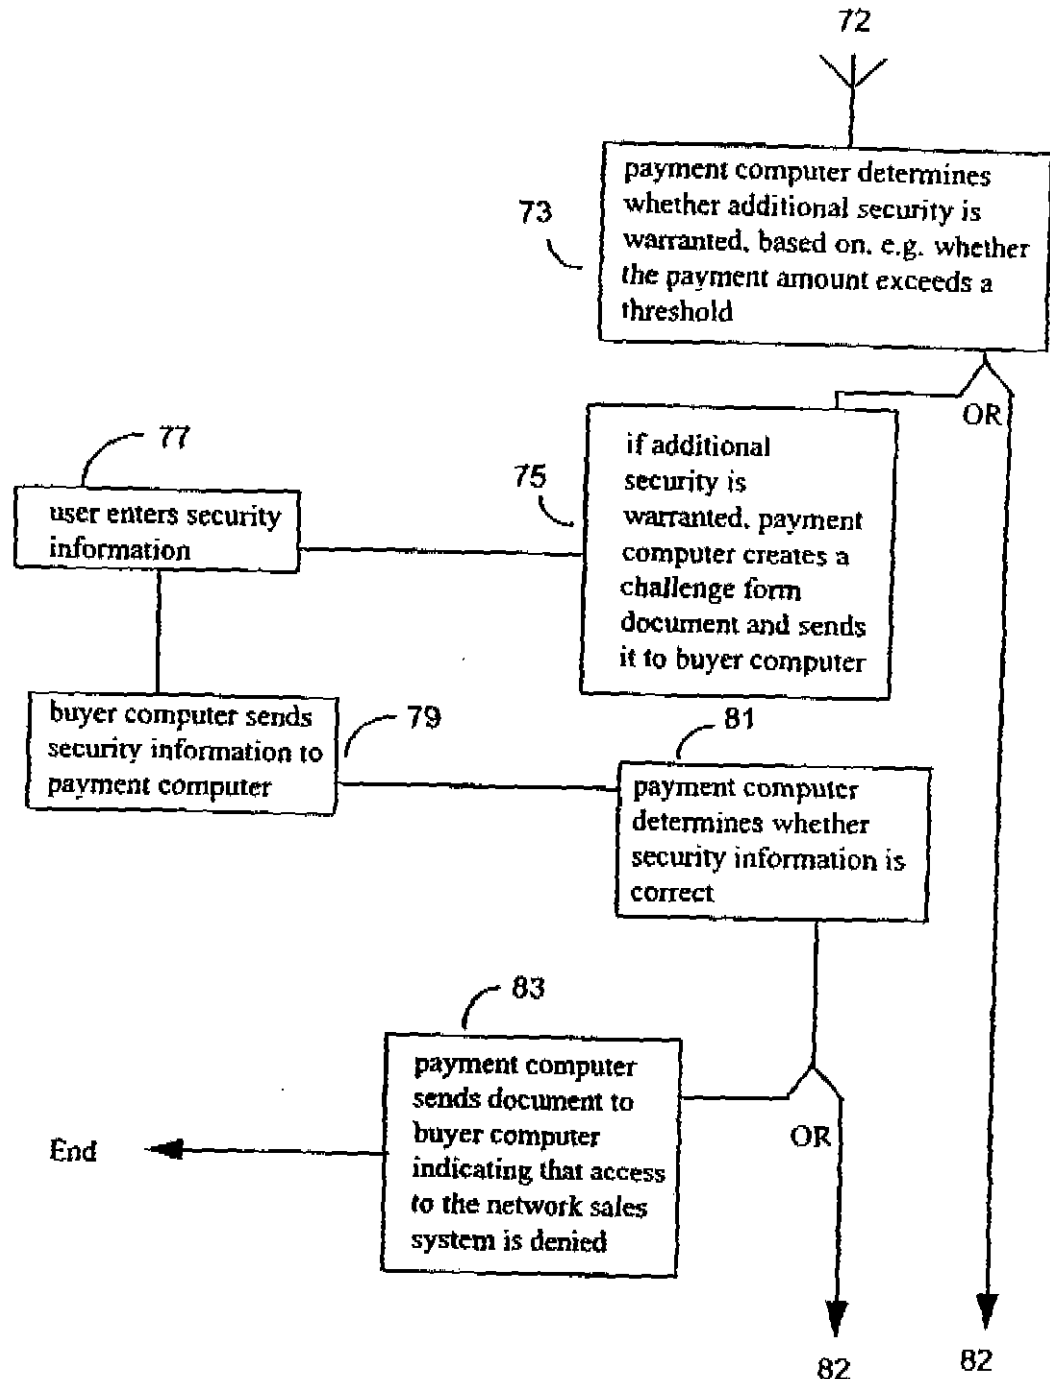 72
73
payment computer determines
whether additional security is
warranted, based on, e.g. whether
the payment amount exceeds a
threshold
OR
75
if additional
security is
warranted, payment
computer creates a
challenge form
document and sends
it to buyer computer
77
user enters security
information
buyer computer sends
security information to
payment computer
79
81
payment computer
determines whether
security information is
correct
83
payment computer
sends document to
buyer computer
indicating that access
to the network sales
system is denied
End
OR
82
82